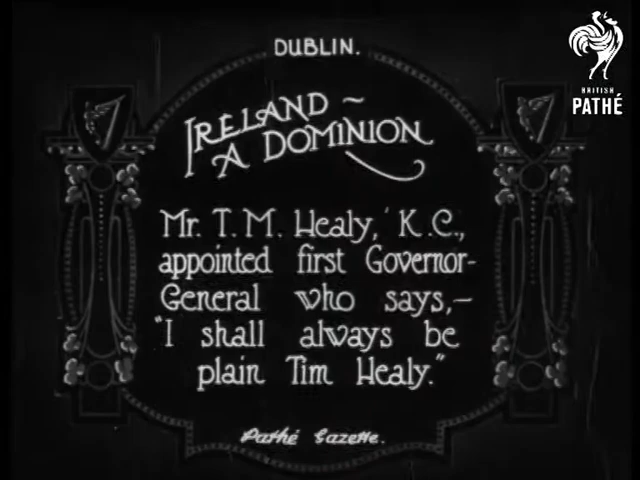 DUBLIN.
BRITISH
PATHÉ
IRELAND ~
A DOMINION
Mr. T. M. Healy, K.C.,
appointed first Governor-
General who says,—
"I shall always be
plain Tim Healy."
Pathé Gazette.